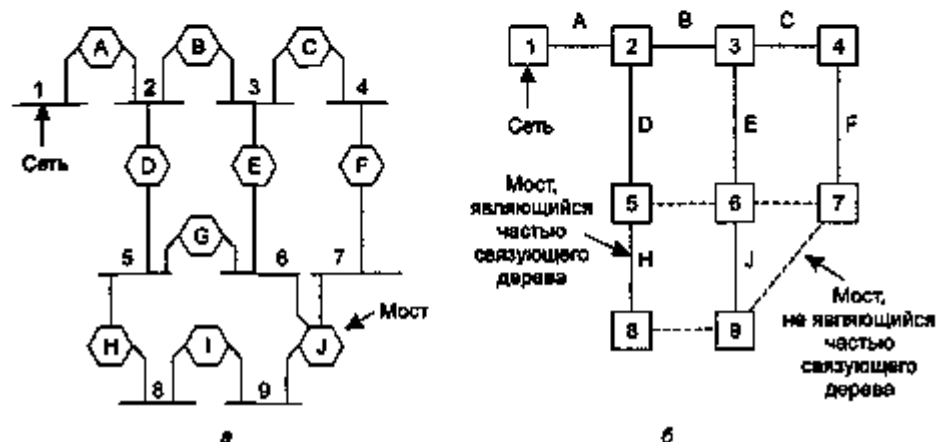 A
B
C
1
2
3
4
Сеть
D
E
F
G
5
6
7
Мост
H
I
J
8
9
а
A
B
C
1
2
3
4
Сеть
D
E
F
Мост,
являющийся
частью
связующего
дерева
5
6
7
H
J
8
9
Мост,
не являющийся
частью
связующего
дерева
б